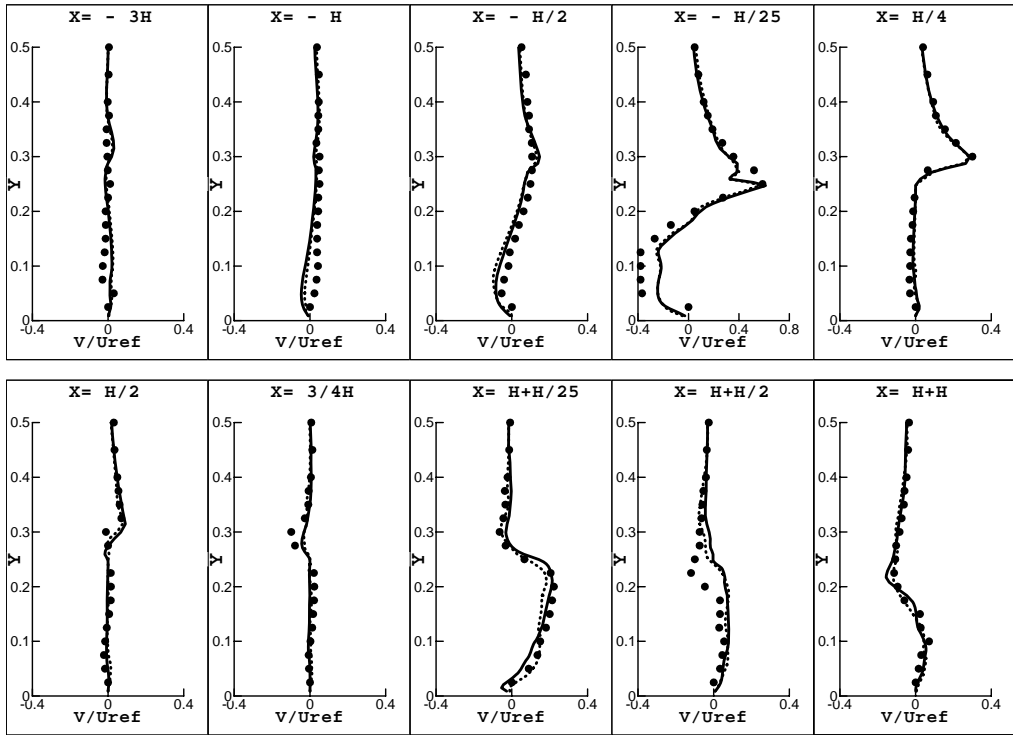 X= - 3H
X= - H
X= - H/2
X= - H/25
X= H/4
0.5
0.4
0.3
0.2
0.1
0
Y
-0.4 0 0.4
V/Uref
0.5
0.4
0.3
0.2
0.1
0
Y
-0.4 0 0.4
V/Uref
0.5
0.4
0.3
0.2
0.1
0
Y
-0.4 0 0.4
V/Uref
0.5
0.4
0.3
0.2
0.1
0
Y
-0.4 0 0.4 0.8
V/Uref
0.5
0.4
0.3
0.2
0.1
0
Y
-0.4 0 0.4
V/Uref
X= H/2
X= 3/4H
X= H+H/25
X= H+H/2
X= H+H
0.5
0.4
0.3
0.2
0.1
0
Y
-0.4 0 0.4
V/Uref
0.5
0.4
0.3
0.2
0.1
0
Y
-0.4 0 0.4
V/Uref
0.5
0.4
0.3
0.2
0.1
0
Y
-0.4 0 0.4
V/Uref
0.5
0.4
0.3
0.2
0.1
0
Y
-0.4 0 0.4
V/Uref
0.5
0.4
0.3
0.2
0.1
0
Y
-0.4 0 0.4
V/Uref